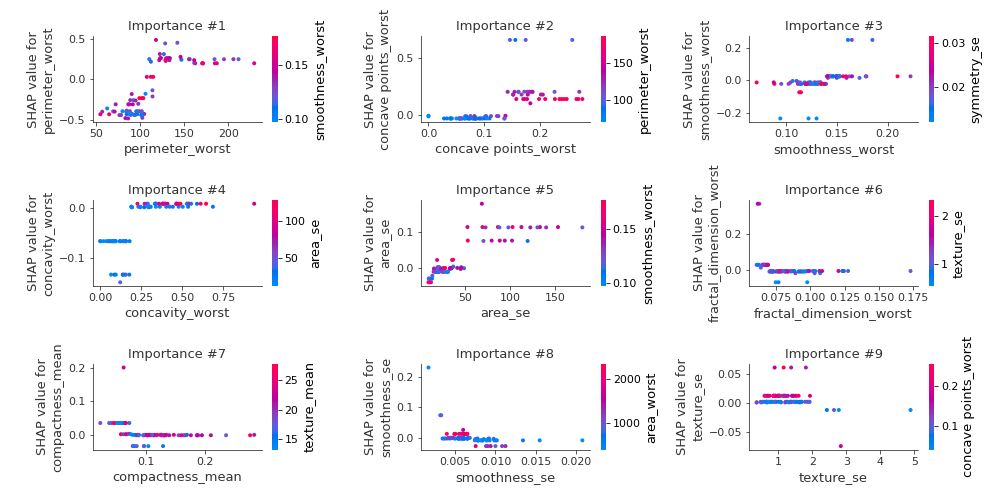 Importance #1
SHAP value for
perimeter_worst
0.5
0.0
−0.5
50
100
150
200
perimeter_worst
0.15
0.10
smoothness_worst
Importance #2
SHAP value for
concave points_worst
0.5
0.0
0.0
0.1
0.2
concave points_worst
150
100
perimeter_worst
Importance #3
SHAP value for
smoothness_worst
0.2
0.0
−0.2
0.10
0.15
0.20
smoothness_worst
0.03
0.02
symmetry_se
Importance #4
SHAP value for
concavity_worst
0.0
−0.1
0.00
0.25
0.50
0.75
concavity_worst
100
50
area_se
Importance #5
SHAP value for
area_se
0.1
0.0
50
100
150
area_se
0.15
0.10
smoothness_worst
Importance #6
SHAP value for
fractal_dimension_worst
0.2
0.0
0.075
0.100
0.125
0.150
0.175
fractal_dimension_worst
2
1
texture_se
Importance #7
SHAP value for
compactness_mean
0.2
0.1
0.0
0.1
0.2
compactness_mean
25
20
15
texture_mean
Importance #8
SHAP value for
smoothness_se
0.2
0.1
0.0
0.005
0.010
0.015
0.020
smoothness_se
2000
1000
area_worst
Importance #9
SHAP value for
texture_se
0.05
0.00
−0.05
1
2
3
4
5
texture_se
0.2
0.1
concave points_worst